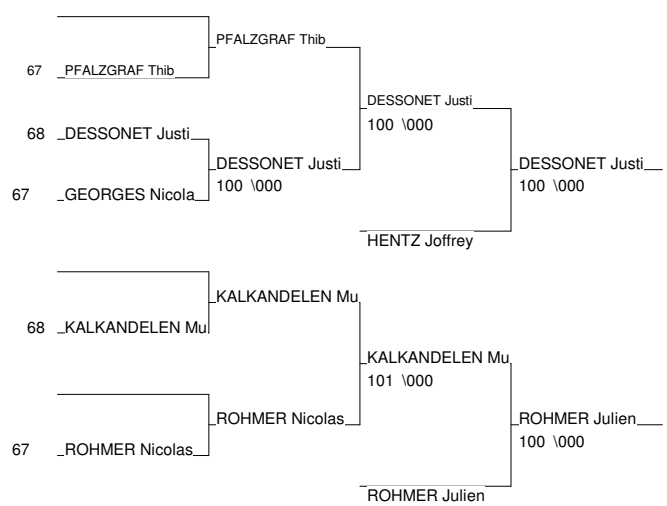 PFALZGRAF Thib
67 PFALZGRAF Thib
DESSONET Justi
100 \000
68 DESSONET Justi
DESSONET Justi
100 \000
DESSONET Justi
100 \000
67 GEORGES Nicola
HENTZ Joffrey
KALKANDELEN Mu
68 KALKANDELEN Mu
KALKANDELEN Mu
101 \000
ROHMER Nicolas
ROHMER Julien
100 \000
67 ROHMER Nicolas
ROHMER Julien